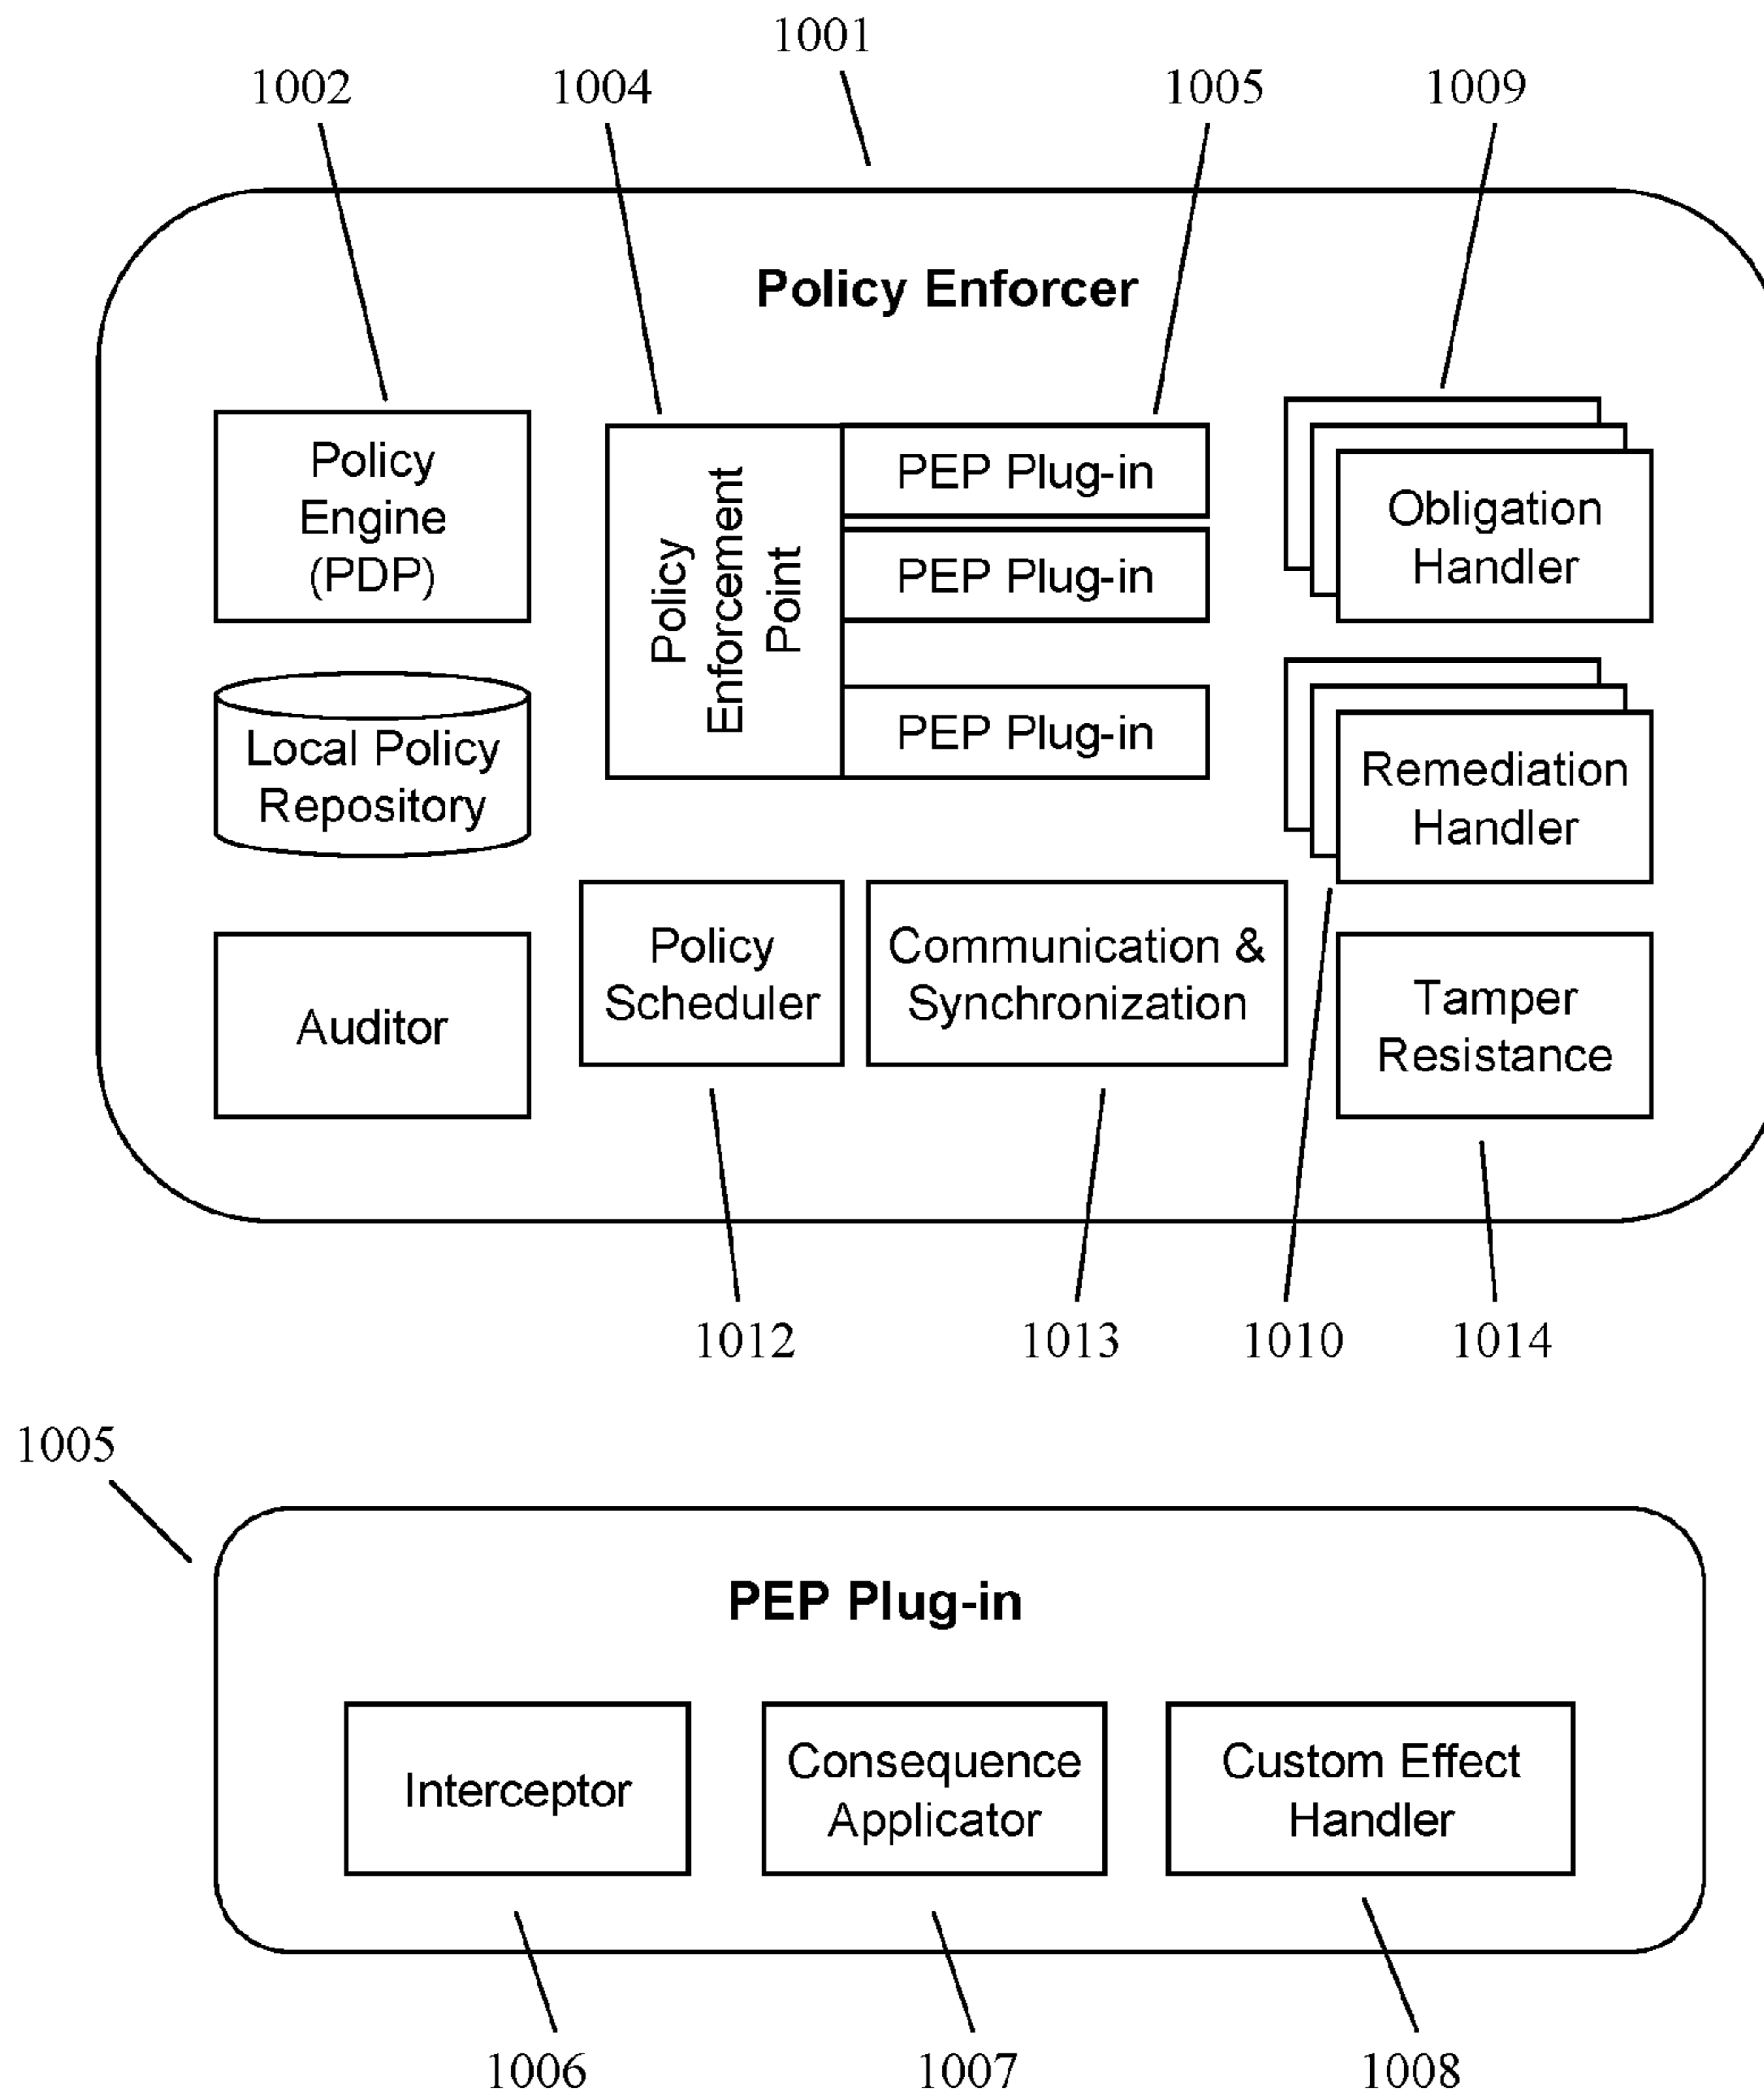 1001
1002
1004
1005
1009
Policy Enforcer
Policy
Engine
(PDP)
Policy
Enforcement
Point
PEP Plug-in
PEP Plug-in
PEP Plug-in
Obligation
Handler
Local Policy
Repository
Remediation
Handler
Auditor
Policy
Scheduler
Communication &
Synchronization
Tamper
Resistance
1012
1013
1010
1014
1005
PEP Plug-in
Interceptor
Consequence
Applicator
Custom Effect
Handler
1006
1007
1008